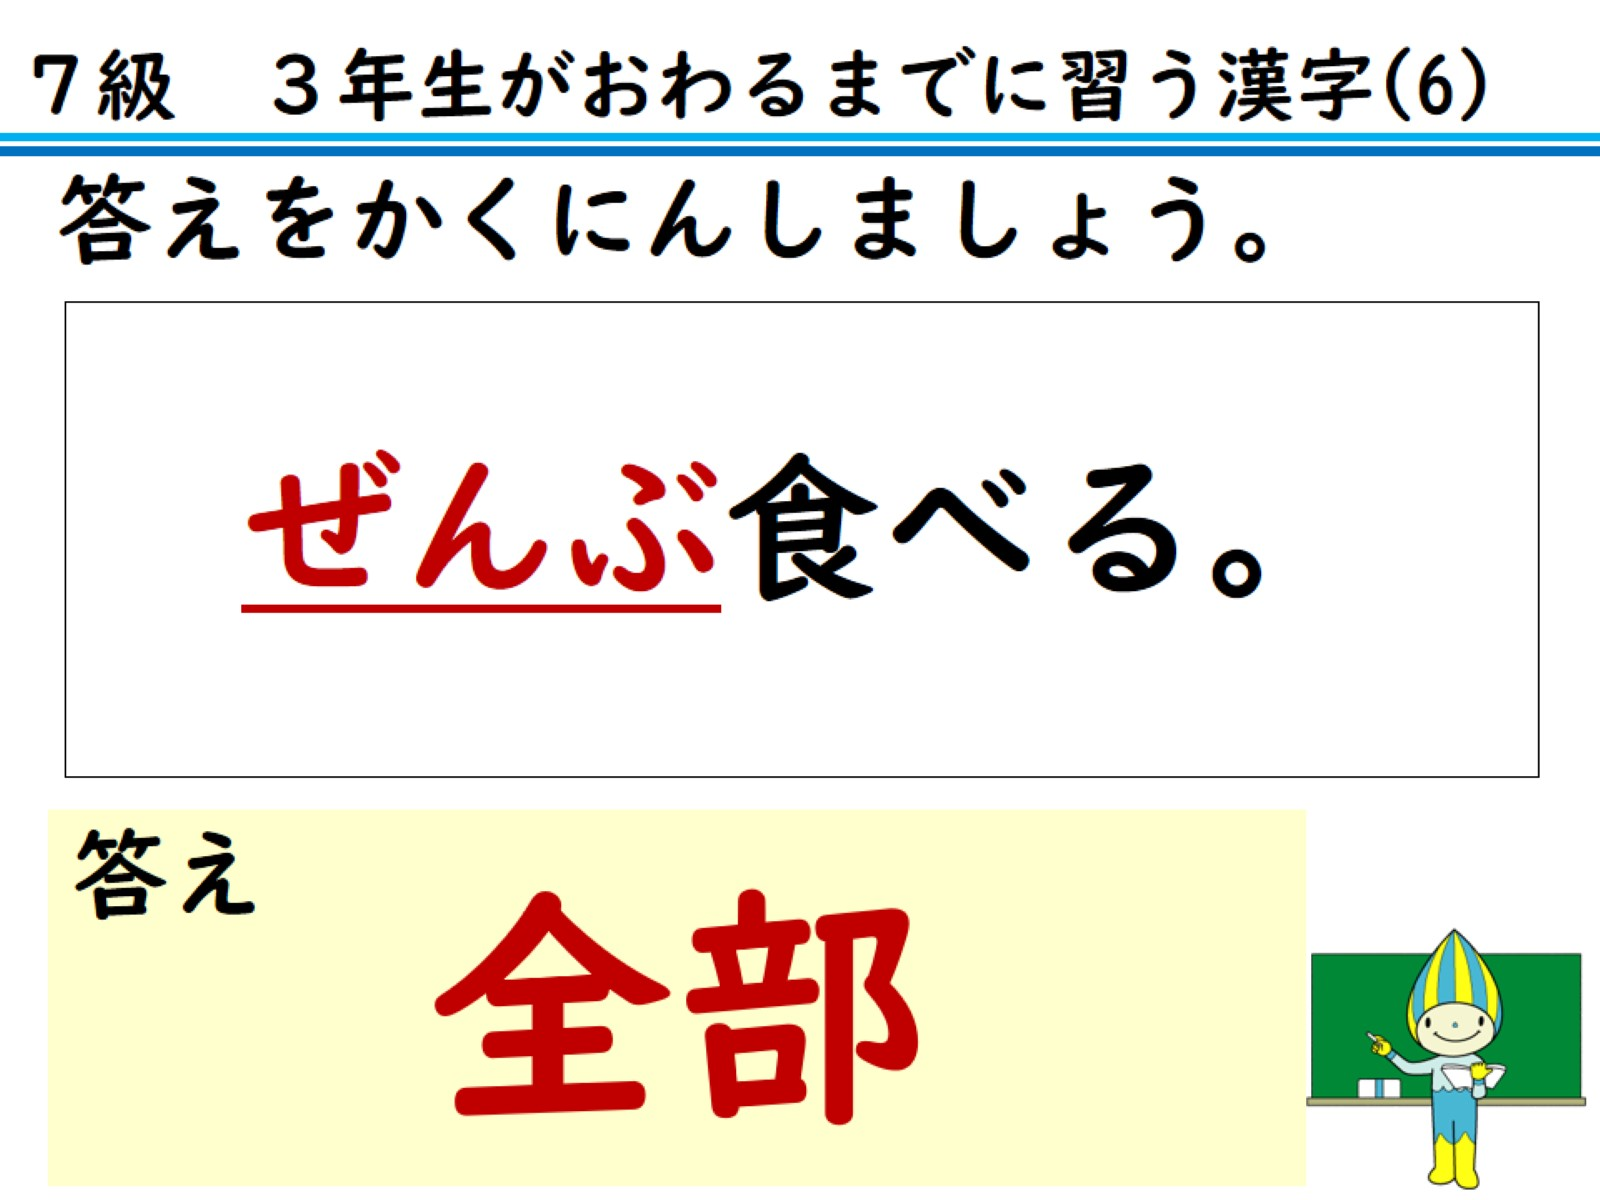 ７級　３年生がおわるまでに習う漢字(6)
答えをかくにんしましょう。
ぜんぶ食べる。
答え
全部